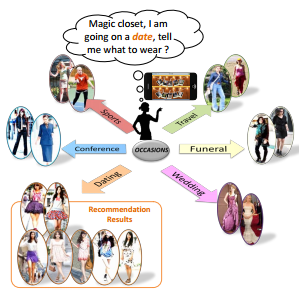 Magic closet, I am
going on a date, tell
me what to wear ?
Sports
Travel
Conference
OCCASIONS
Funeral
Dating
Wedding
Recommendation
Results